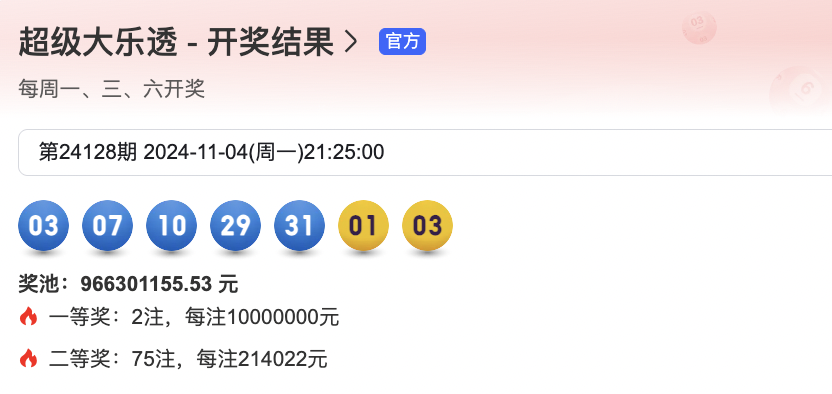 超级大乐透 - 开奖结果 官方
每周一、三、六开奖
第24128期 2024-11-04(周一)21:25:00
03 07 10 29 31 01 03
奖池：966301155.53 元
一等奖：2注，每注10000000元
二等奖：75注，每注214022元